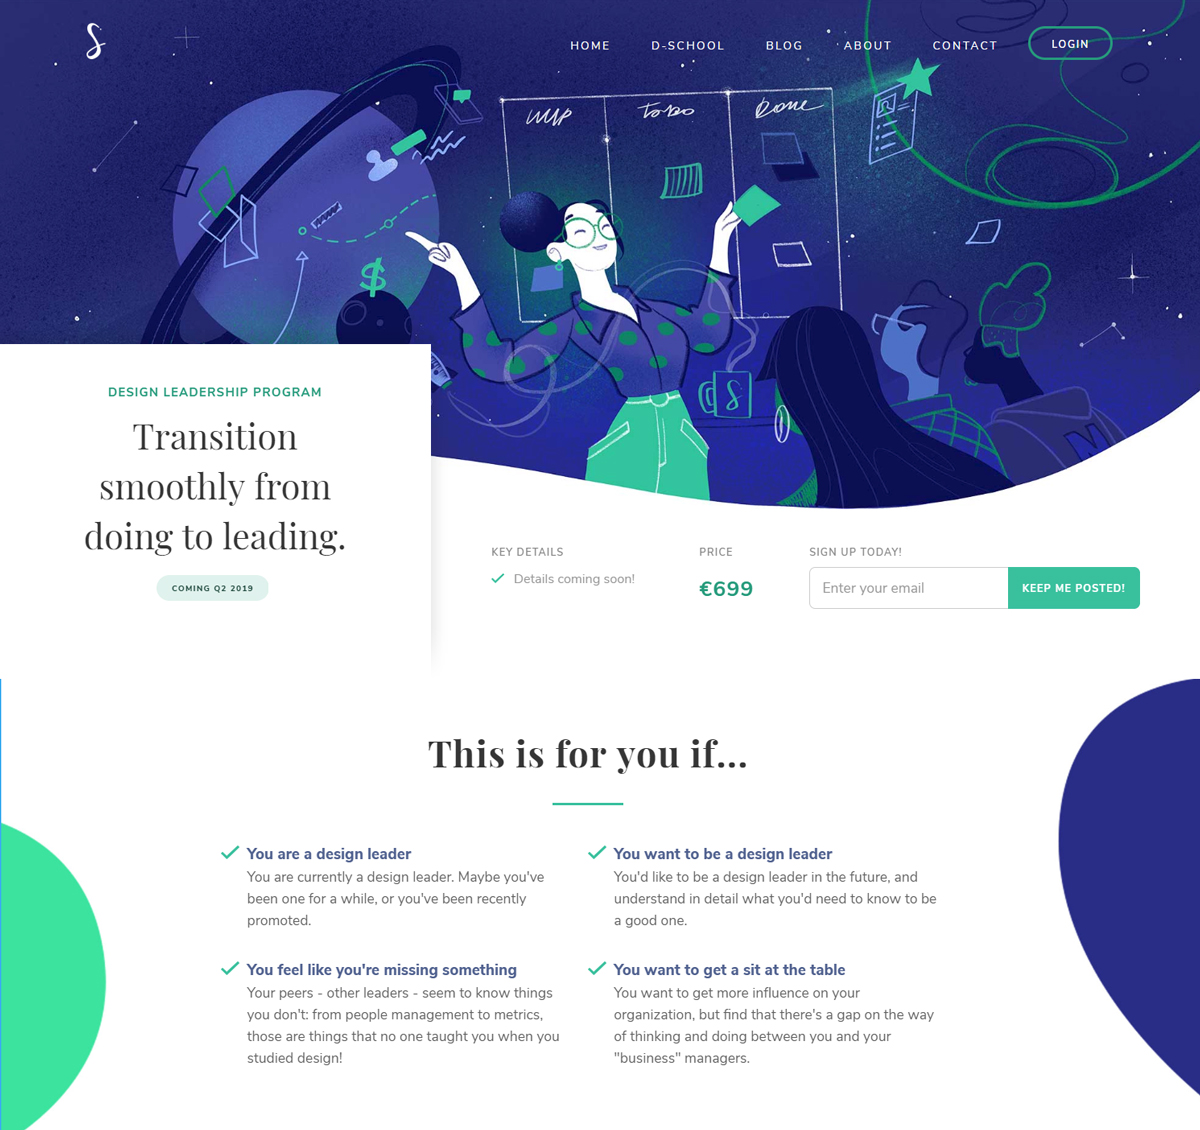 S
HOME D-SCHOOL BLOG ABOUT CONTACT LOGIN
WIP ToDo Done
$
S
DESIGN LEADERSHIP PROGRAM
Transition
smoothly from
doing to leading.
COMING Q2 2019
KEY DETAILS
Details coming soon!
PRICE
€699
SIGN UP TODAY!
Enter your email
KEEP ME POSTED!
This is for you if...
You are a design leader
You are currently a design leader. Maybe you've
been one for a while, or you've been recently
promoted.
You want to be a design leader
You'd like to be a design leader in the future, and
understand in detail what you'd need to know to be
a good one.
You feel like you're missing something
Your peers - other leaders - seem to know things
you don't: from people management to metrics,
those are things that no one taught you when you
studied design!
You want to get a sit at the table
You want to get more influence on your
organization, but find that there's a gap on the way
of thinking and doing between you and your
"business" managers.